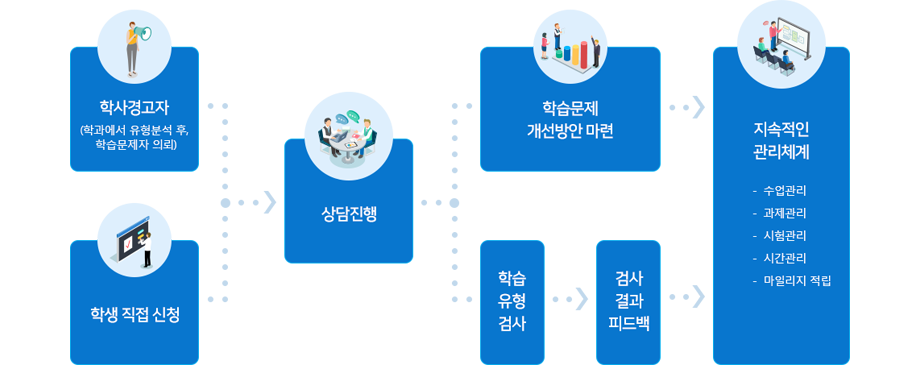 학사경고자
(학과에서 유형분석 후,
학습문제자 의뢰)
학생 직접 신청
상담진행
학습문제
개선방안 마련
학습
유형
검사
검사
결과
피드백
지속적인
관리체계
- 수업관리
- 과제관리
- 시험관리
- 시간관리
- 마일리지 적립